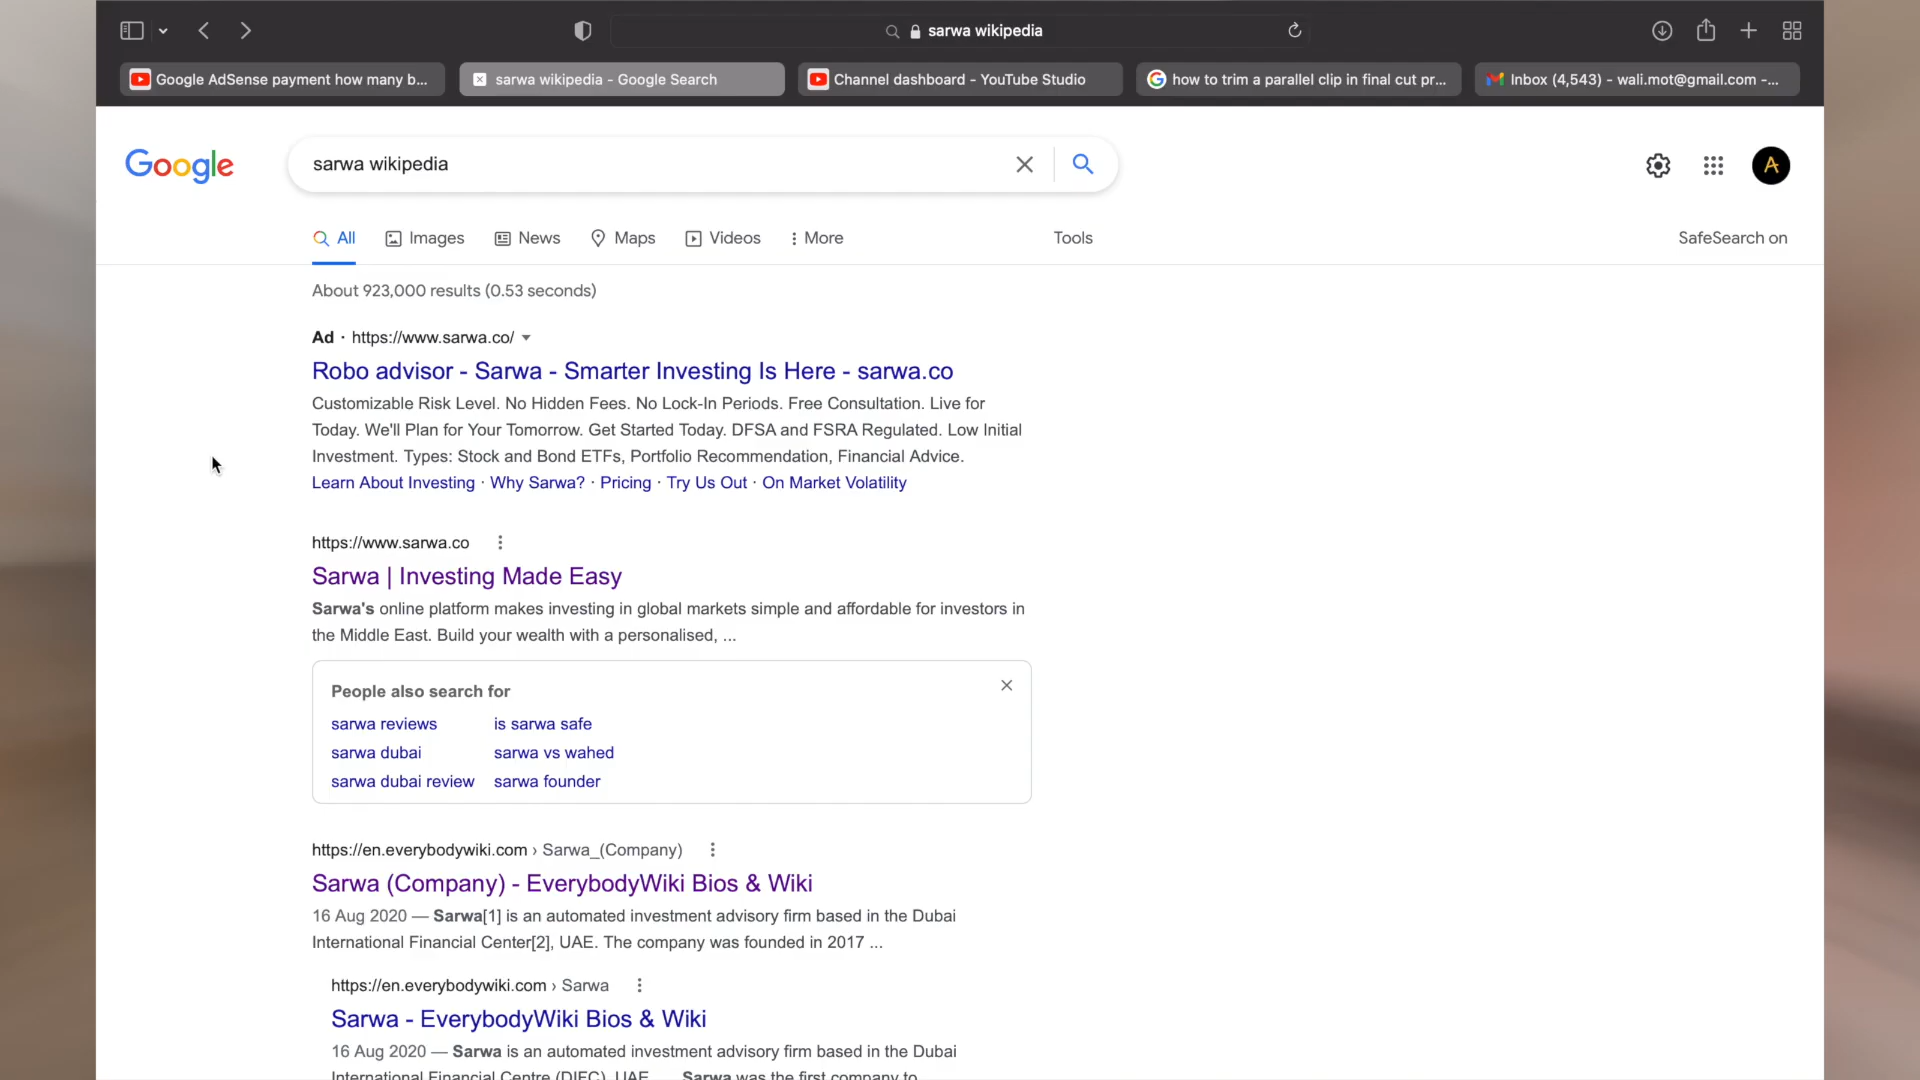 sarwa wikipedia
Google AdSense payment how many b...
sarwa wikipedia - Google Search
Channel dashboard - YouTube Studio
how to trim a parallel clip in final cut pr...
Inbox (4,543) - wali.mot@gmail.com -...
Google
sarwa wikipedia
A
All
Images
News
Maps
Videos
More
Tools
SafeSearch on
About 923,000 results (0.53 seconds)
Ad · https://www.sarwa.co/
Robo advisor - Sarwa - Smarter Investing Is Here - sarwa.co
Customizable Risk Level. No Hidden Fees. No Lock-In Periods. Free Consultation. Live for
Today. We'll Plan for Your Tomorrow. Get Started Today. DFSA and FSRA Regulated. Low Initial
Investment. Types: Stock and Bond ETFs, Portfolio Recommendation, Financial Advice.
Learn About Investing · Why Sarwa? · Pricing · Try Us Out · On Market Volatility
https://www.sarwa.co
Sarwa | Investing Made Easy
Sarwa's online platform makes investing in global markets simple and affordable for investors in
the Middle East. Build your wealth with a personalised, ...
People also search for
sarwa reviews
is sarwa safe
sarwa dubai
sarwa vs wahed
sarwa dubai review
sarwa founder
https://en.everybodywiki.com › Sarwa_(Company)
Sarwa (Company) - EverybodyWiki Bios & Wiki
16 Aug 2020 — Sarwa[1] is an automated investment advisory firm based in the Dubai
International Financial Center[2], UAE. The company was founded in 2017 ...
https://en.everybodywiki.com › Sarwa
Sarwa - EverybodyWiki Bios & Wiki
16 Aug 2020 — Sarwa is an automated investment advisory firm based in the Dubai
International Financial Centre (DIFC), UAE. ... Sarwa was the first company to